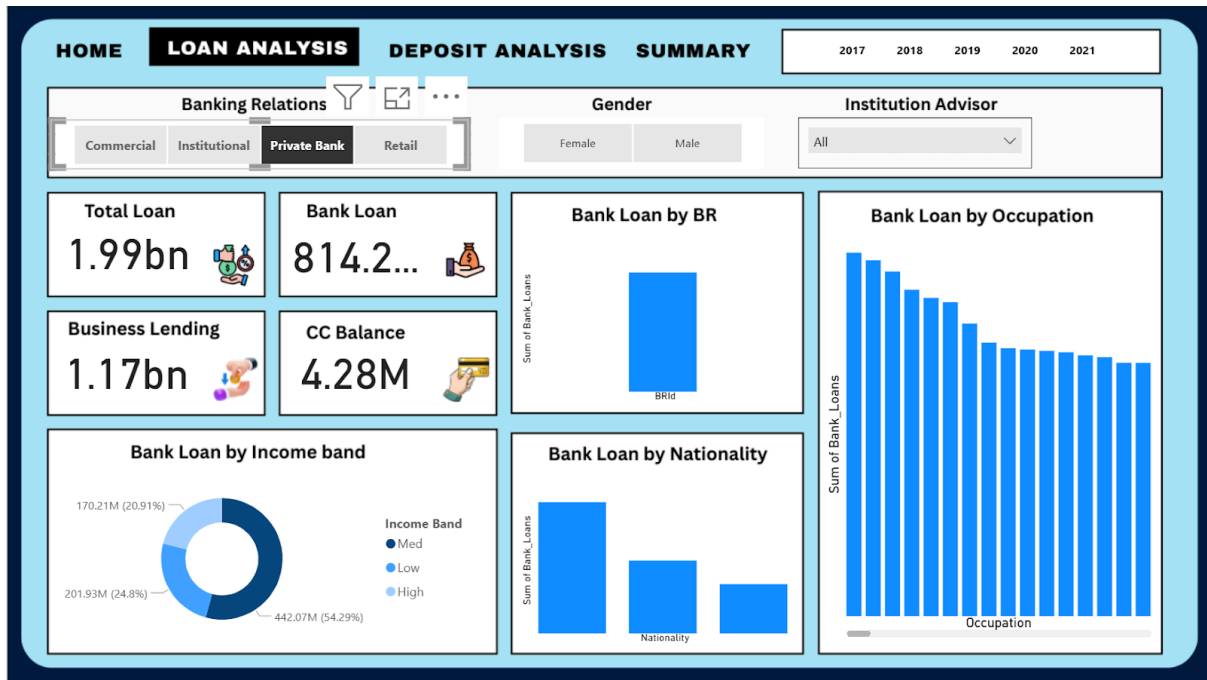 HOME
LOAN ANALYSIS
DEPOSIT ANALYSIS
SUMMARY
2017 2018 2019 2020 2021
Banking Relations
Commercial Institutional Private Bank Retail
Gender
Female Male
Institution Advisor
All
Total Loan
1.99bn
Bank Loan
814.2...
Business Lending
1.17bn
CC Balance
4.28M
Bank Loan by BR
Sum of Bank_Loans
BRId
Bank Loan by Occupation
Sum of Bank_Loans
Occupation
Bank Loan by Income band
170.21M (20.91%)
201.93M (24.8%)
442.07M (54.29%)
Income Band
Med
Low
High
Bank Loan by Nationality
Sum of Bank_Loans
Nationality